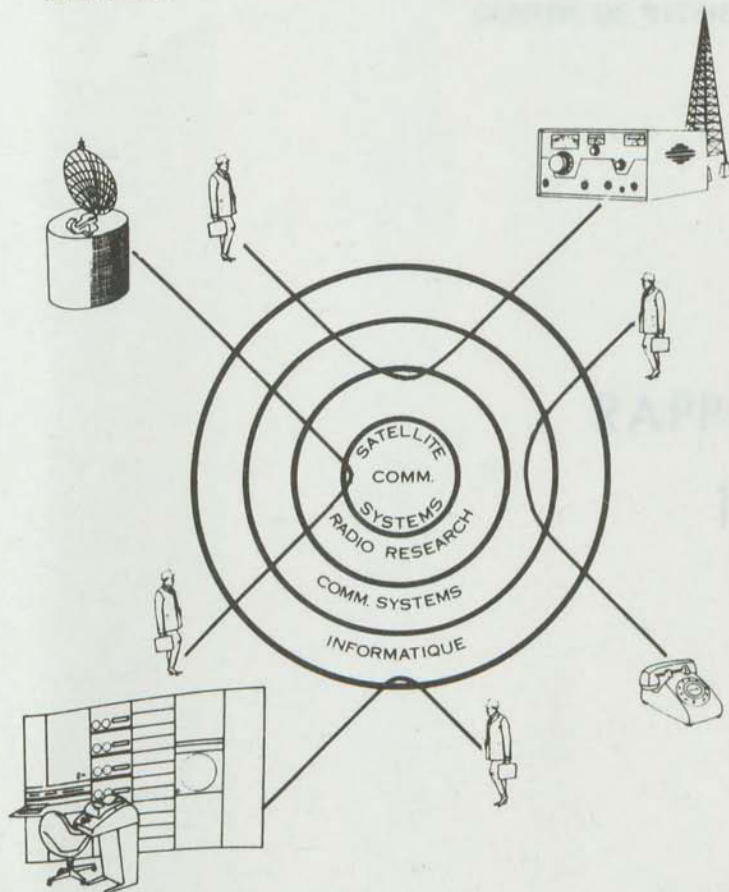 SATELLITE
COMM.
SYSTEMS
RADIO RESEARCH
COMM. SYSTEMS
INFORMATIQUE